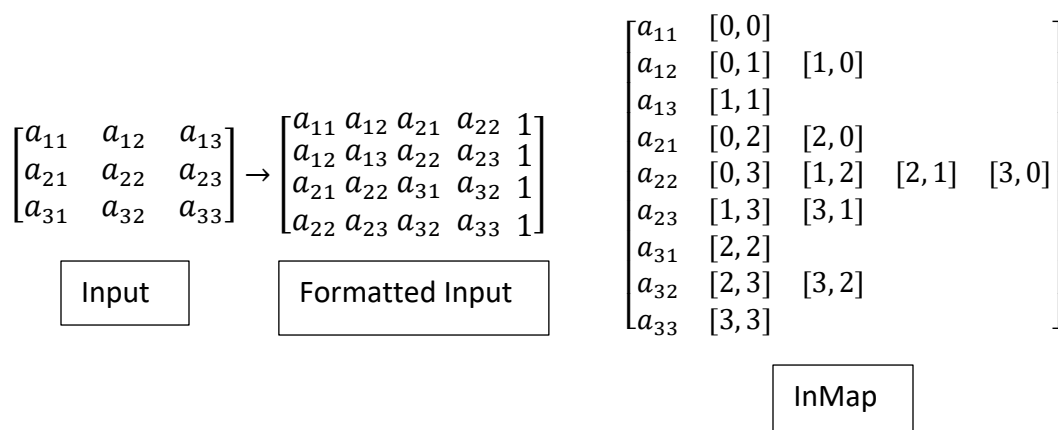 a₁₁ a₁₂ a₁₃
a₂₁ a₂₂ a₂₃
a₃₁ a₃₂ a₃₃
→
a₁₁ a₁₂ a₂₁ a₂₂ 1
a₁₂ a₁₃ a₂₂ a₂₃ 1
a₂₁ a₂₂ a₃₁ a₃₂ 1
a₂₂ a₂₃ a₃₂ a₃₃ 1
a₁₁ [0, 0]
a₁₂ [0, 1] [1, 0]
a₁₃ [1, 1]
a₂₁ [0, 2] [2, 0]
a₂₂ [0, 3] [1, 2] [2, 1] [3, 0]
a₂₃ [1, 3] [3, 1]
a₃₁ [2, 2]
a₃₂ [2, 3] [3, 2]
a₃₃ [3, 3]
Input
Formatted Input
InMap